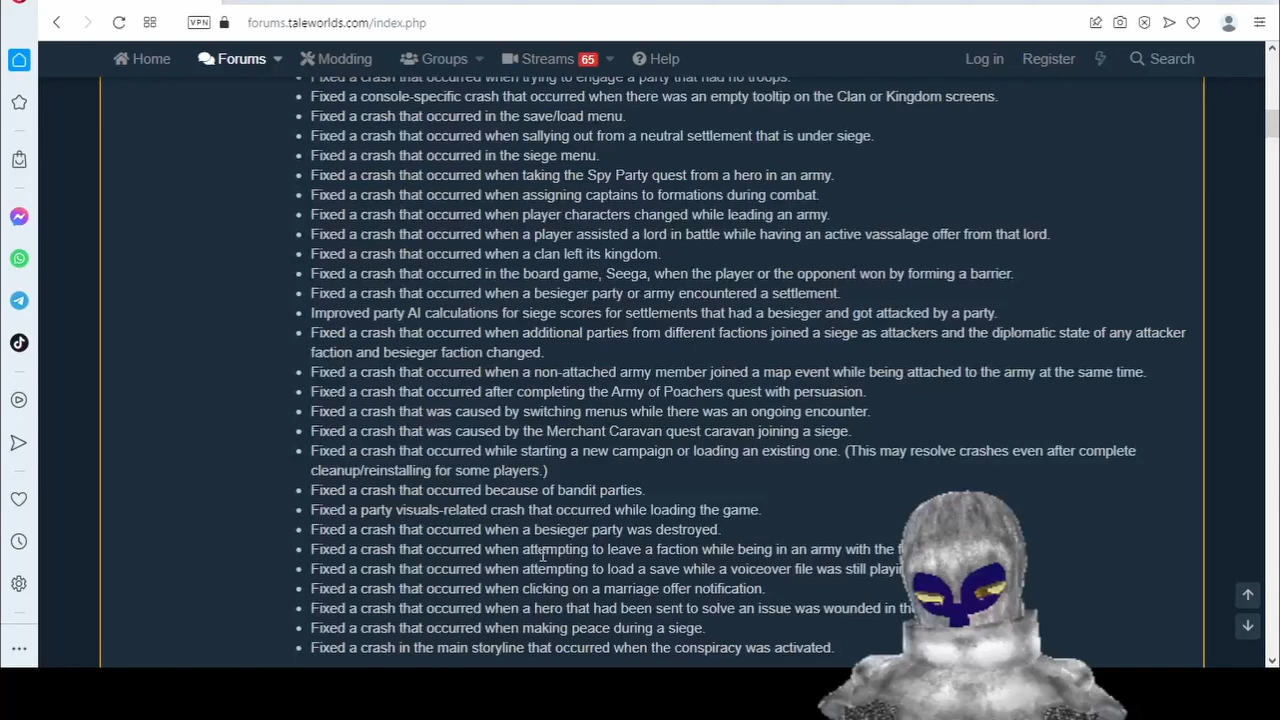 VPN
forums.taleworlds.com/index.php
Home
Forums
Modding
Groups
Streams 65
Help
Log in
Register
Search
Fixed a crash that occurred when trying to engage a party that had no troops.
Fixed a console-specific crash that occurred when there was an empty tooltip on the Clan or Kingdom screens.
Fixed a crash that occurred in the save/load menu.
Fixed a crash that occurred when sallying out from a neutral settlement that is under siege.
Fixed a crash that occurred in the siege menu.
Fixed a crash that occurred when taking the Spy Party quest from a hero in an army.
Fixed a crash that occurred when assigning captains to formations during combat.
Fixed a crash that occurred when player characters changed while leading an army.
Fixed a crash that occurred when a player assisted a lord in battle while having an active vassalage offer from that lord.
Fixed a crash that occurred when a clan left its kingdom.
Fixed a crash that occurred in the board game, Seega, when the player or the opponent won by forming a barrier.
Fixed a crash that occurred when a besieger party or army encountered a settlement.
Improved party AI calculations for siege scores for settlements that had a besieger and got attacked by a party.
Fixed a crash that occurred when additional parties from different factions joined a siege as attackers and the diplomatic state of any attacker
faction and besieger faction changed.
Fixed a crash that occurred when a non-attached army member joined a map event while being attached to the army at the same time.
Fixed a crash that occurred after completing the Army of Poachers quest with persuasion.
Fixed a crash that was caused by switching menus while there was an ongoing encounter.
Fixed a crash that was caused by the Merchant Caravan quest caravan joining a siege.
Fixed a crash that occurred while starting a new campaign or loading an existing one. (This may resolve crashes even after complete
cleanup/reinstalling for some players.)
Fixed a crash that occurred because of bandit parties.
Fixed a party visuals-related crash that occurred while loading the game.
Fixed a crash that occurred when a besieger party was destroyed.
Fixed a crash that occurred when attempting to leave a faction while being in an army with the
Fixed a crash that occurred when attempting to load a save while a voiceover file was still
Fixed a crash that occurred when clicking on a marriage offer notification.
Fixed a crash that occurred when a hero that had been sent to solve an issue was wounded in
Fixed a crash that occurred when making peace during a siege.
Fixed a crash in the main storyline that occurred when the conspiracy was activated.